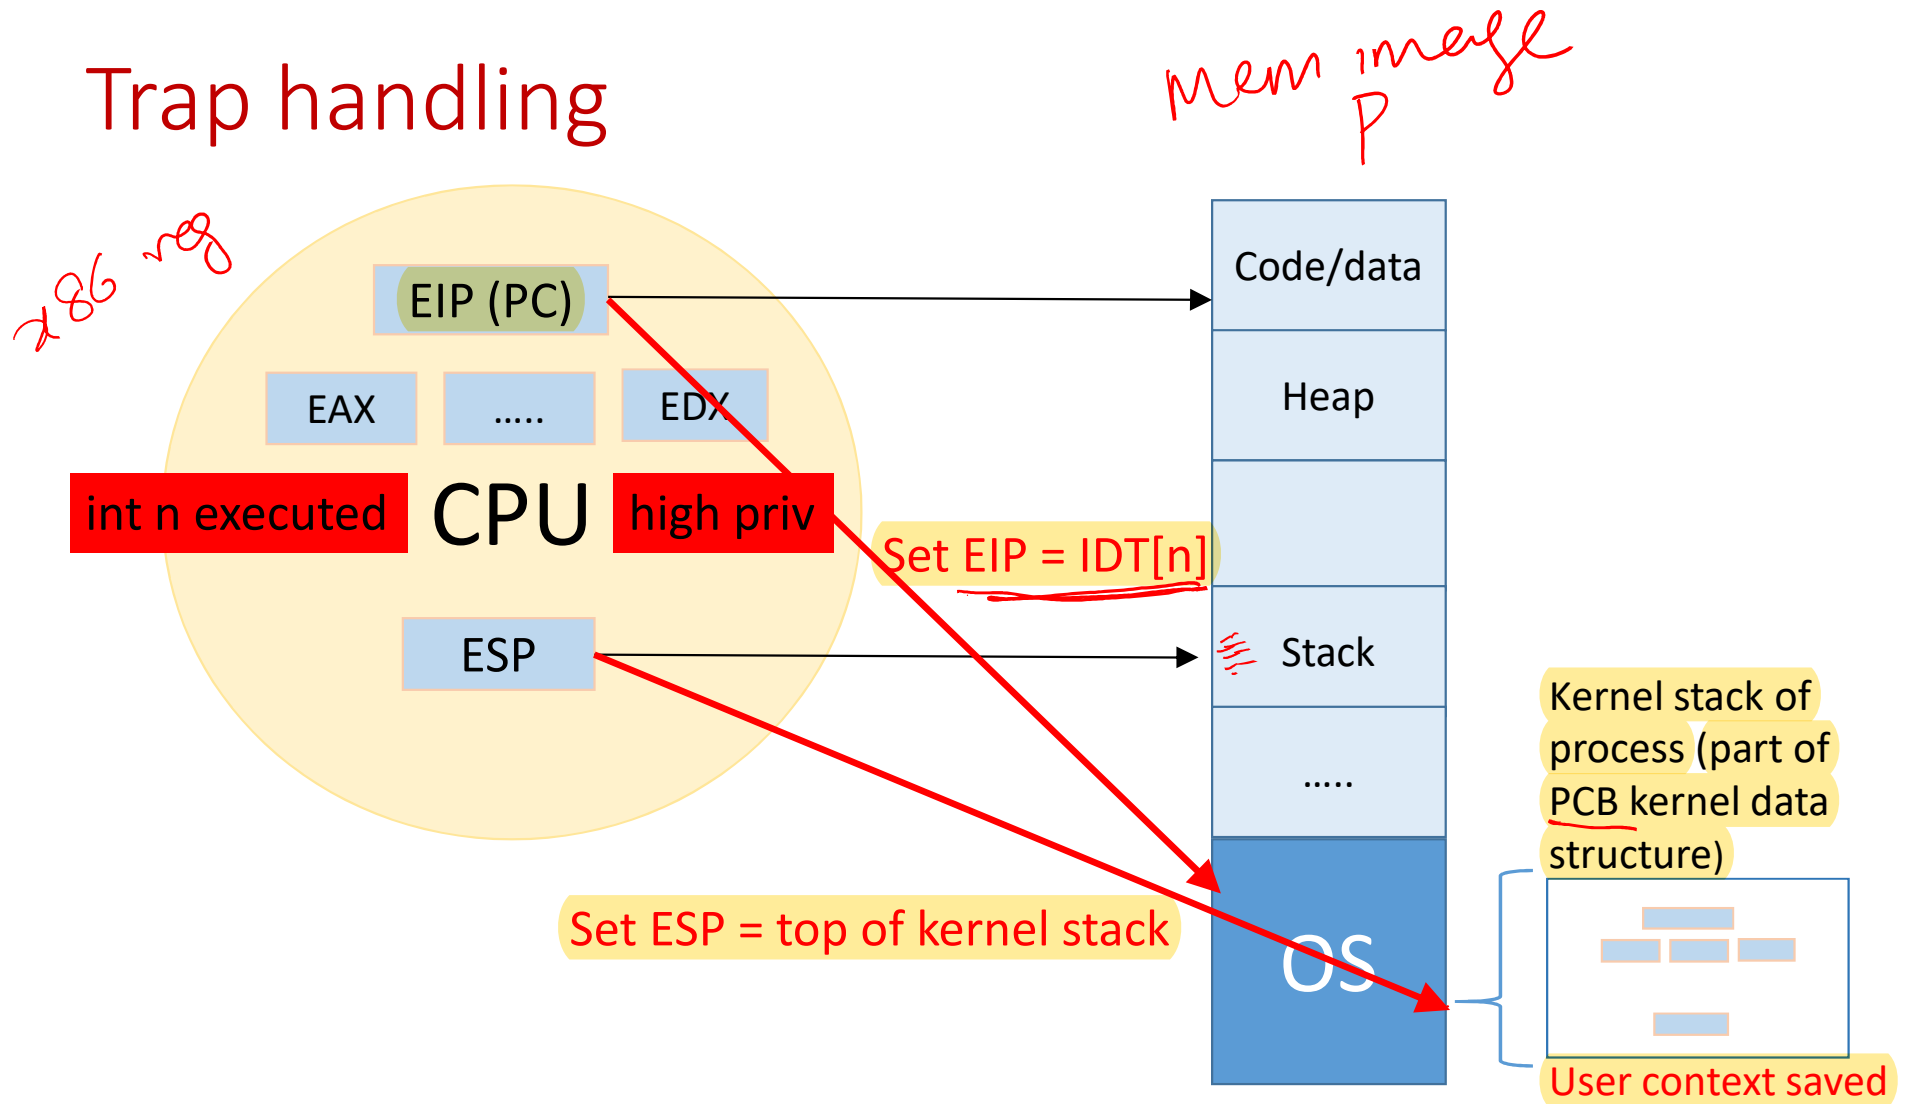 Trap handling
Mem image
P
x86 reg
EIP (PC)
EAX
.....
EDX
int n executed
CPU
high priv
ESP
Set EIP = IDT[n]
Set ESP = top of kernel stack
Code/data
Heap
Stack
.....
OS
Kernel stack of
process (part of
PCB kernel data
structure)
User context saved